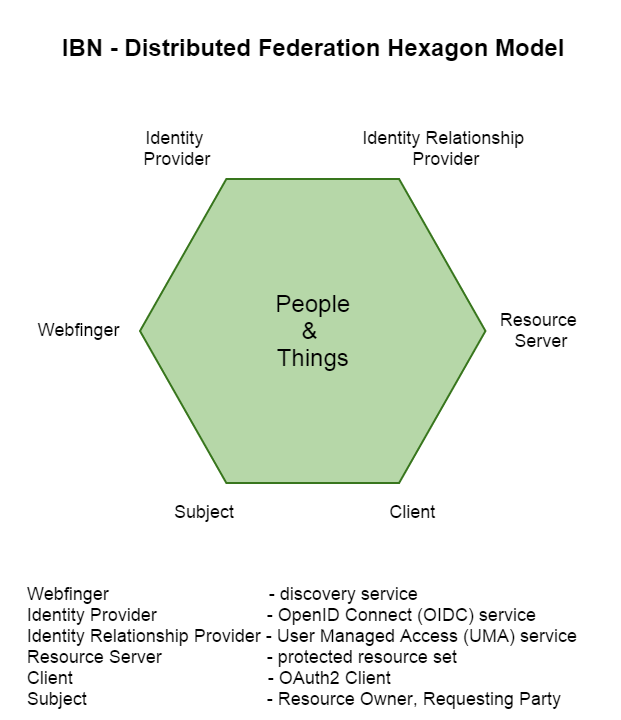 IBN - Distributed Federation Hexagon Model
Identity
Provider
Identity Relationship
Provider
Webfinger
People
&
Things
Resource
Server
Subject
Client
Webfinger - discovery service
Identity Provider - OpenID Connect (OIDC) service
Identity Relationship Provider - User Managed Access (UMA) service
Resource Server - protected resource set
Client - OAuth2 Client
Subject - Resource Owner, Requesting Party